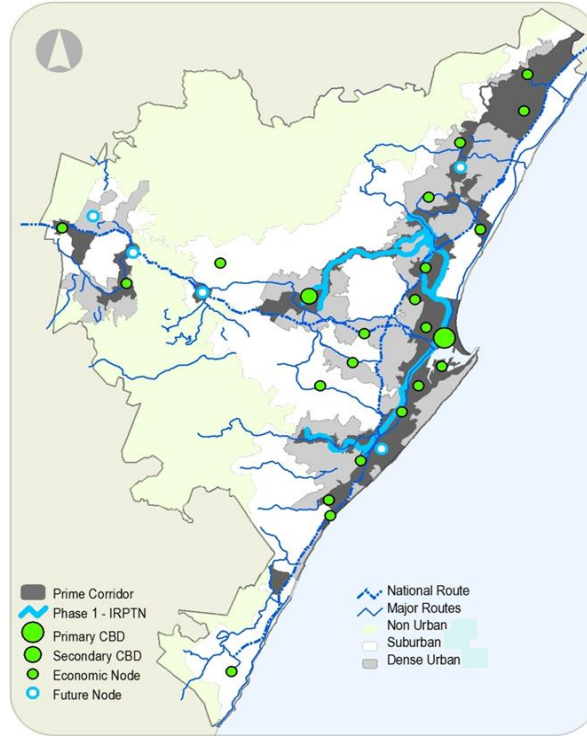 Prime Corridor
Phase 1 - IRPTN
Primary CBD
Secondary CBD
Economic Node
Future Node
National Route
Major Routes
Non Urban
Suburban
Dense Urban